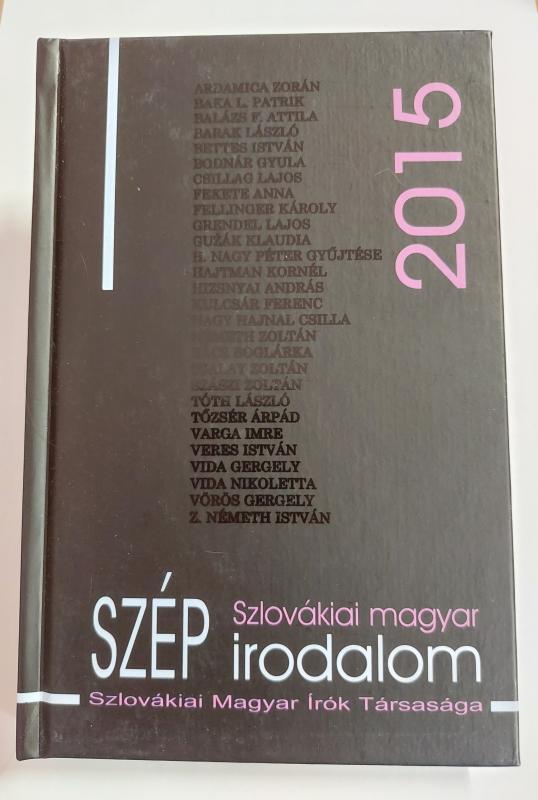 ARDAMICA ZORÁN
BAKA L. PATRIK
BALÁZS F. ATTILA
BARAK LÁSZLÓ
BETTES ISTVÁN
BODNÁR GYULA
CSILLAG LAJOS
FEKETE ANNA
FELLINGER KÁROLY
GRENDEL LAJOS
GUŽÁK KLAUDIA
H. NAGY PÉTER GYŰJTÉSE
HAJTMAN KORNÉL
HIZSNYAI ANDRÁS
KULCSÁR FERENC
NAGY HAJNAL CSILLA
NÉMETH ZOLTÁN
RÁCZ BOGLÁRKA
SZALAY ZOLTÁN
SZÁSZI ZOLTÁN
TÓTH LÁSZLÓ
TŐZSÉR ÁRPÁD
VARGA IMRE
VERES ISTVÁN
VIDA GERGELY
VIDA NIKOLETTA
VÖRÖS GERGELY
Z. NÉMETH ISTVÁN
2015
Szlovákiai magyar
SZÉP irodalom
Szlovákiai Magyar Írók Társasága